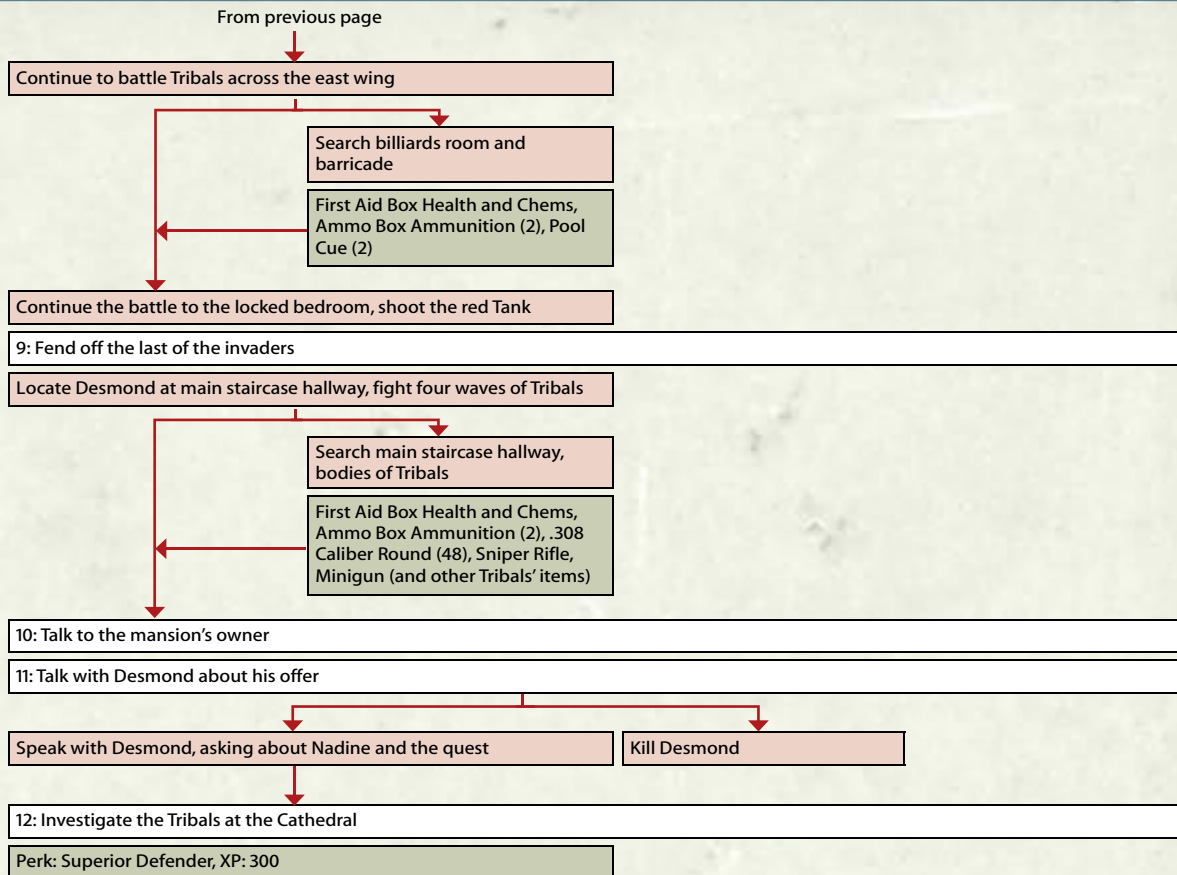 From previous page
Continue to battle Tribals across the east wing
Search billiards room and
barricade
First Aid Box Health and Chems,
Ammo Box Ammunition (2), Pool
Cue (2)
Continue the battle to the locked bedroom, shoot the red Tank
9: Fend off the last of the invaders
Locate Desmond at main staircase hallway, fight four waves of Tribals
Search main staircase hallway,
bodies of Tribals
First Aid Box Health and Chems,
Ammo Box Ammunition (2), .308
Caliber Round (48), Sniper Rifle,
Minigun (and other Tribals’ items)
10: Talk to the mansion’s owner
11: Talk with Desmond about his offer
Speak with Desmond, asking about Nadine and the quest
Kill Desmond
12: Investigate the Tribals at the Cathedral
Perk: Superior Defender, XP: 300